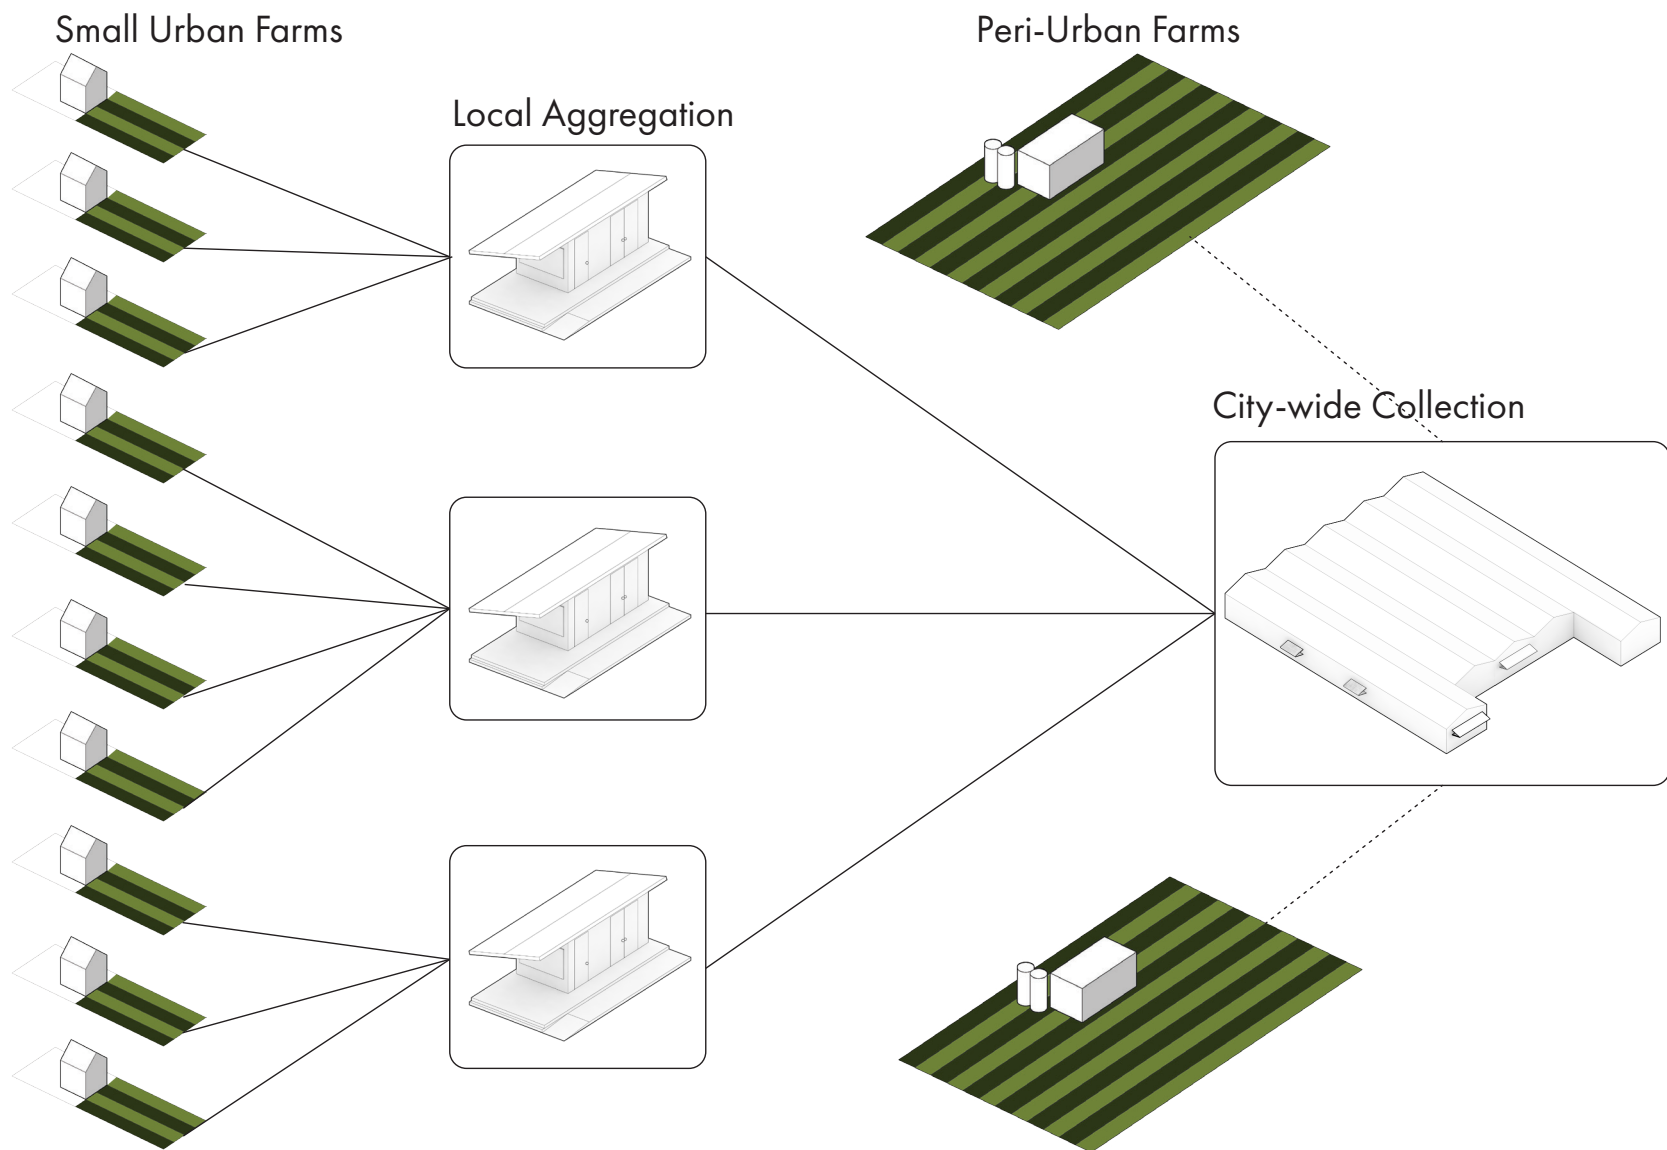 Small Urban Farms
Peri-Urban Farms
Local Aggregation
City-wide Collection